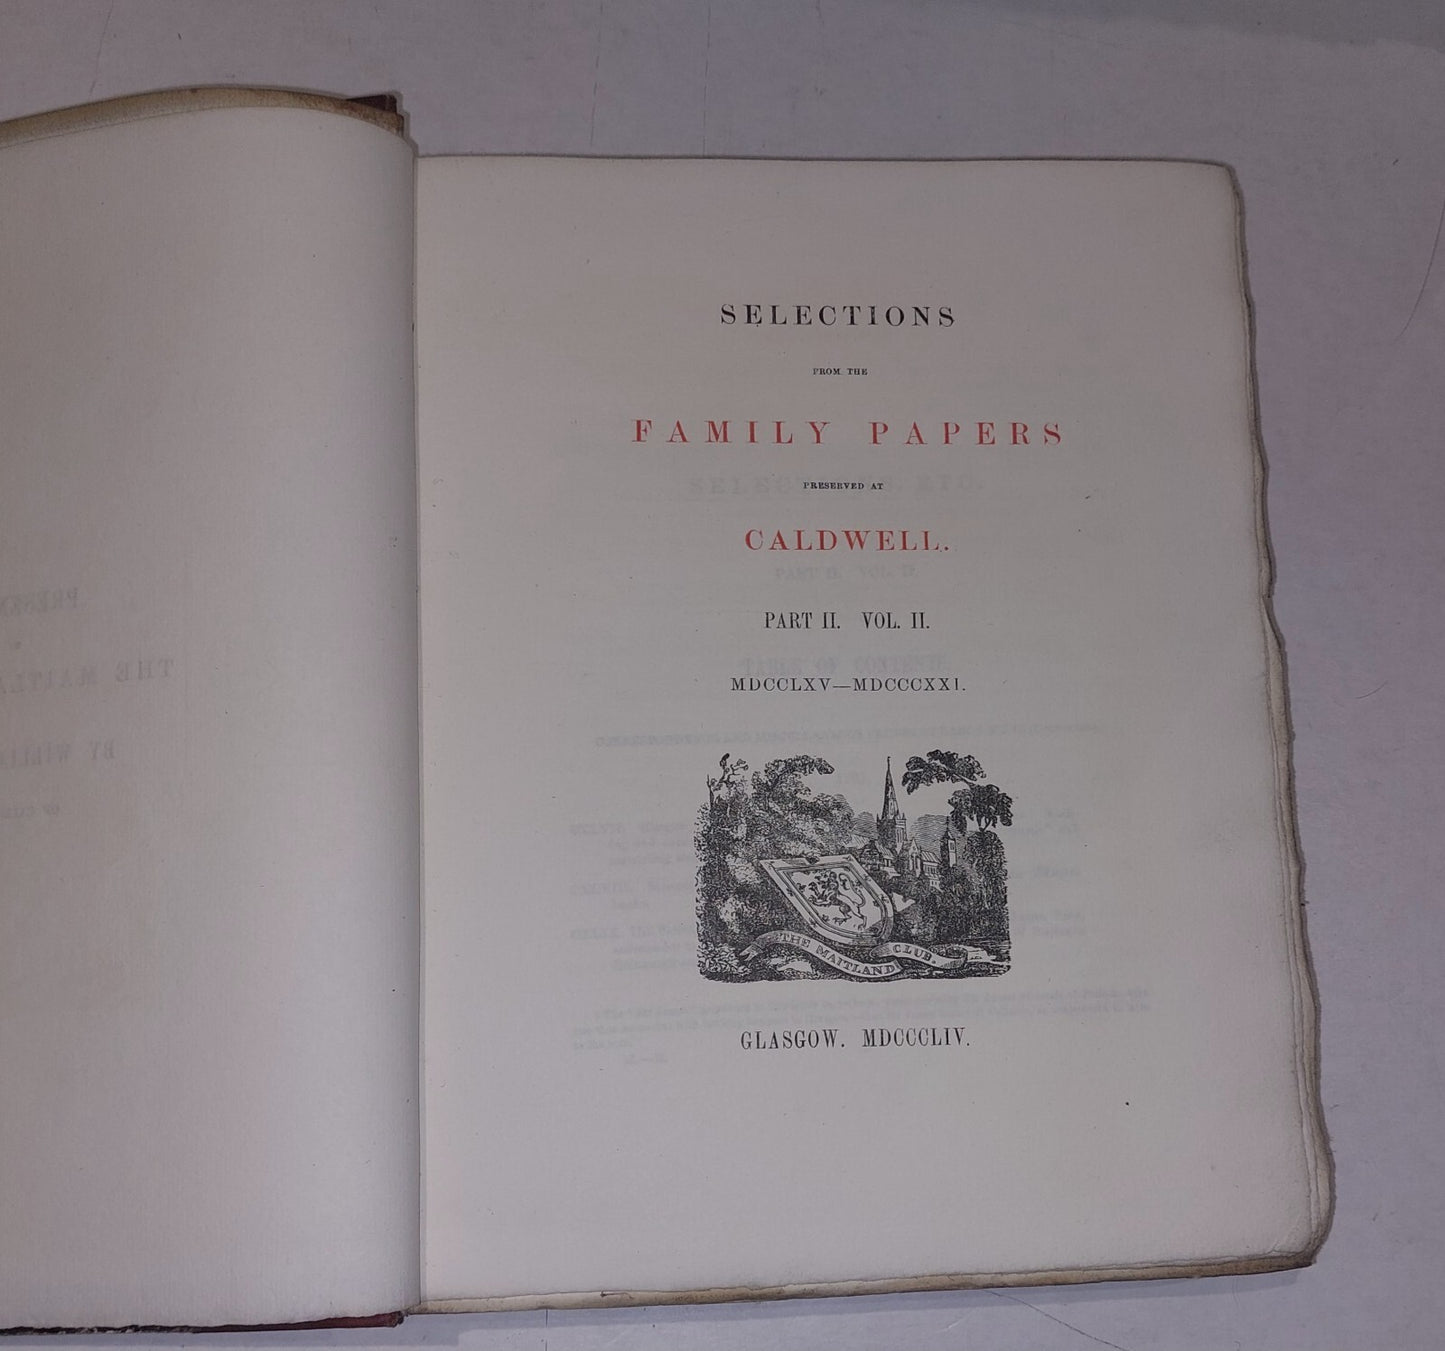 SELECTIONS
FROM THE
FAMILY PAPERS
PRESERVED AT
CALDWELL.
PART II. VOL. II.
MDCCLXV—MDCCCXXI.
THE MAITLAND CLUB.
GLASGOW. MDCCCLIV.